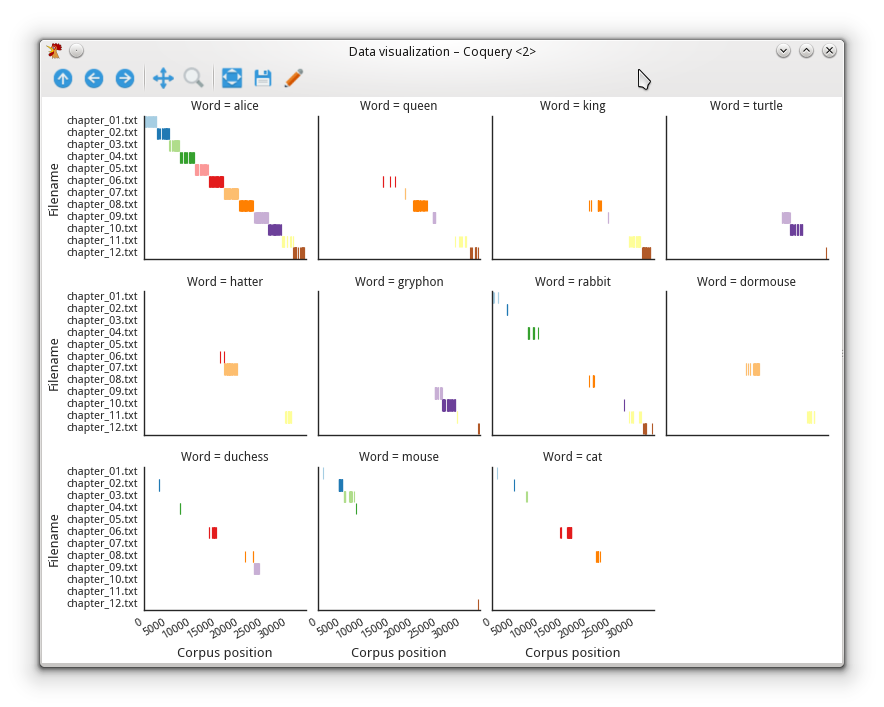 Data visualization – Coquery <2>
Word = alice
Word = queen
Word = king
Word = turtle
Filename
chapter_01.txt
chapter_02.txt
chapter_03.txt
chapter_04.txt
chapter_05.txt
chapter_06.txt
chapter_07.txt
chapter_08.txt
chapter_09.txt
chapter_10.txt
chapter_11.txt
chapter_12.txt
Word = hatter
Word = gryphon
Word = rabbit
Word = dormouse
Filename
chapter_01.txt
chapter_02.txt
chapter_03.txt
chapter_04.txt
chapter_05.txt
chapter_06.txt
chapter_07.txt
chapter_08.txt
chapter_09.txt
chapter_10.txt
chapter_11.txt
chapter_12.txt
Word = duchess
Word = mouse
Word = cat
Filename
chapter_01.txt
chapter_02.txt
chapter_03.txt
chapter_04.txt
chapter_05.txt
chapter_06.txt
chapter_07.txt
chapter_08.txt
chapter_09.txt
chapter_10.txt
chapter_11.txt
chapter_12.txt
0 5000 10000 15000 20000 25000 30000
0 5000 10000 15000 20000 25000 30000
0 5000 10000 15000 20000 25000 30000
Corpus position
Corpus position
Corpus position